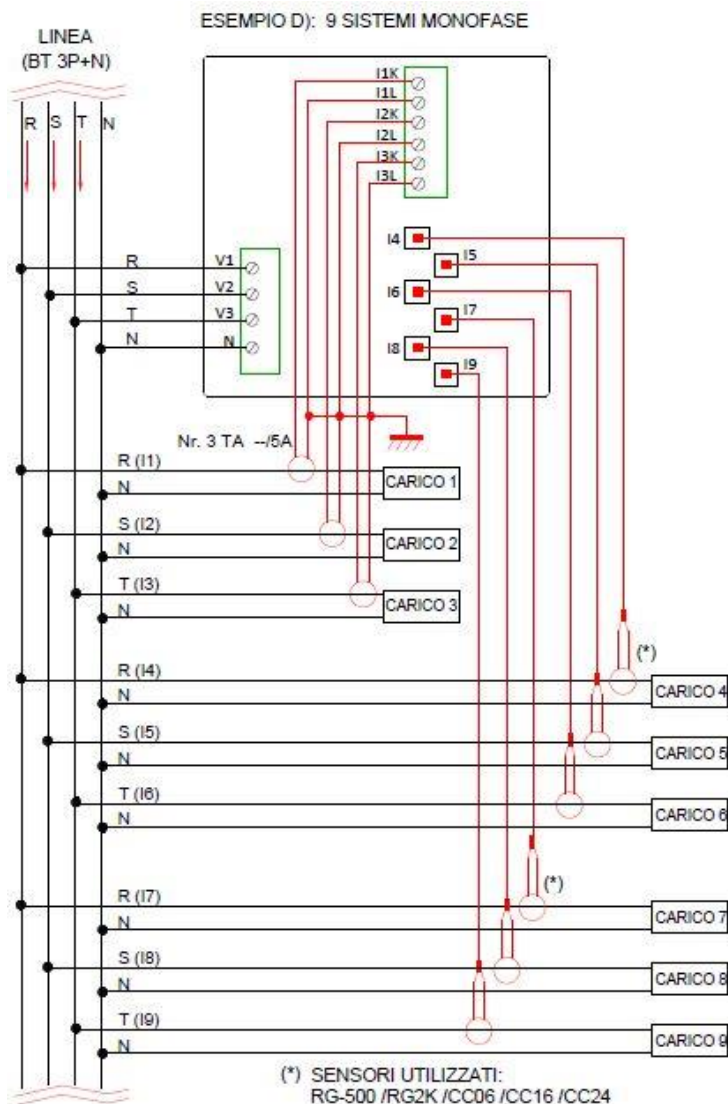 ESEMPIO D): 9 SISTEMI MONOFASE
LINEA
(BT 3P+N)
R S T N
I1K
I1L
I2K
I2L
I3K
I3L
I4
I5
I6
I7
I8
I9
R V1
S V2
T V3
N N
Nr. 3 TA --/5A
R (I1)
N
CARICO 1
S (I2)
N
CARICO 2
T (I3)
N
CARICO 3
(*)
R (I4)
N
CARICO 4
S (I5)
N
CARICO 5
T (I6)
N
CARICO 6
(*)
R (I7)
N
CARICO 7
S (I8)
N
CARICO 8
T (I9)
N
CARICO 9
(*) SENSORI UTILIZZATI:
RG-500 /RG2K /CC06 /CC16 /CC24